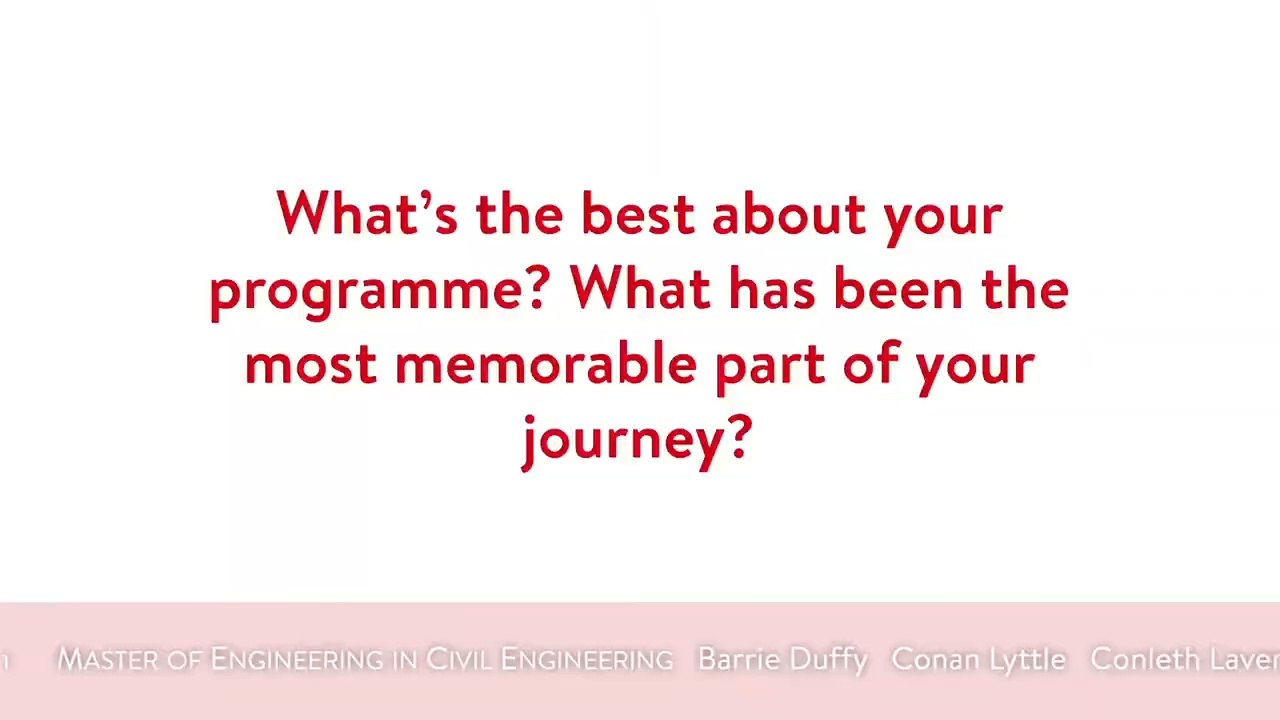 What’s the best about your
programme? What has been the
most memorable part of your
journey?
MASTER OF ENGINEERING IN CIVIL ENGINEERING Barrie Duffy Conan Lyttle Conleth